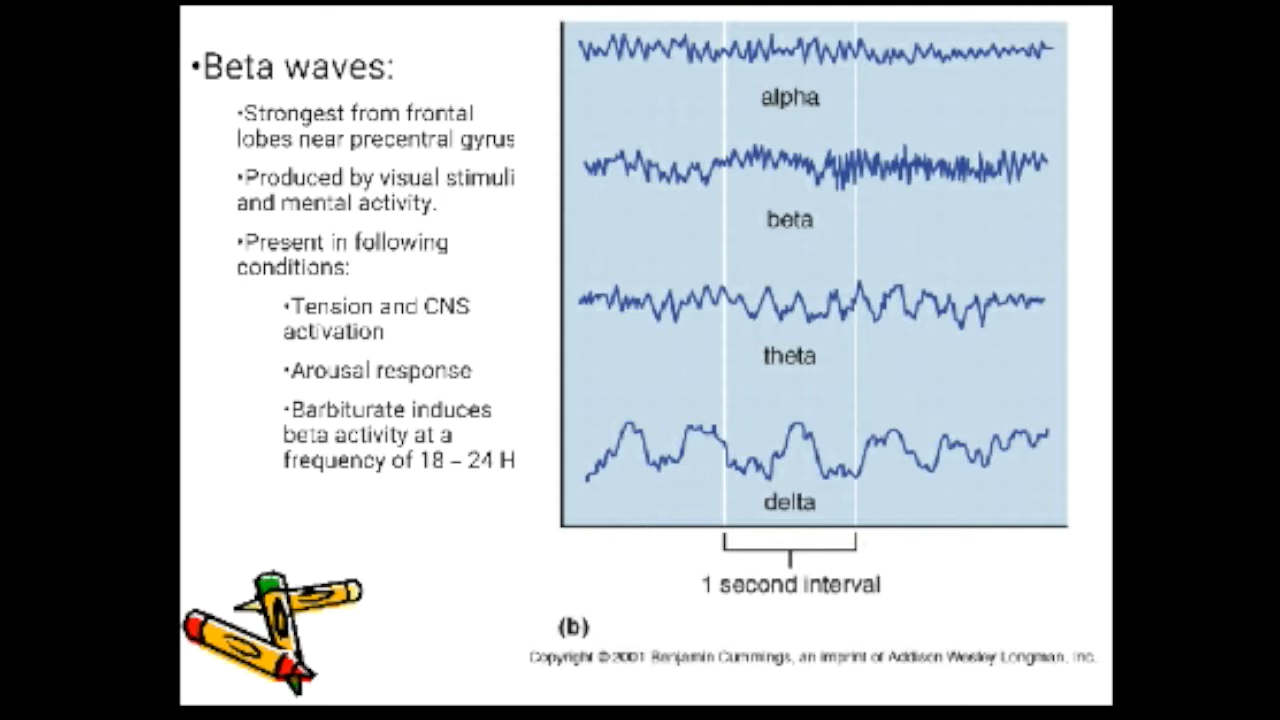 •Beta waves:
•Strongest from frontal
lobes near precentral gyrus
•Produced by visual stimuli
and mental activity.
•Present in following
conditions:
•Tension and CNS
activation
•Arousal response
•Barbiturate induces
beta activity at a
frequency of 18 – 24 H
alpha
beta
theta
delta
1 second interval
(b)
Copyright © 2001 Benjamin Cummings, an imprint of Addison Wesley Longman, Inc.